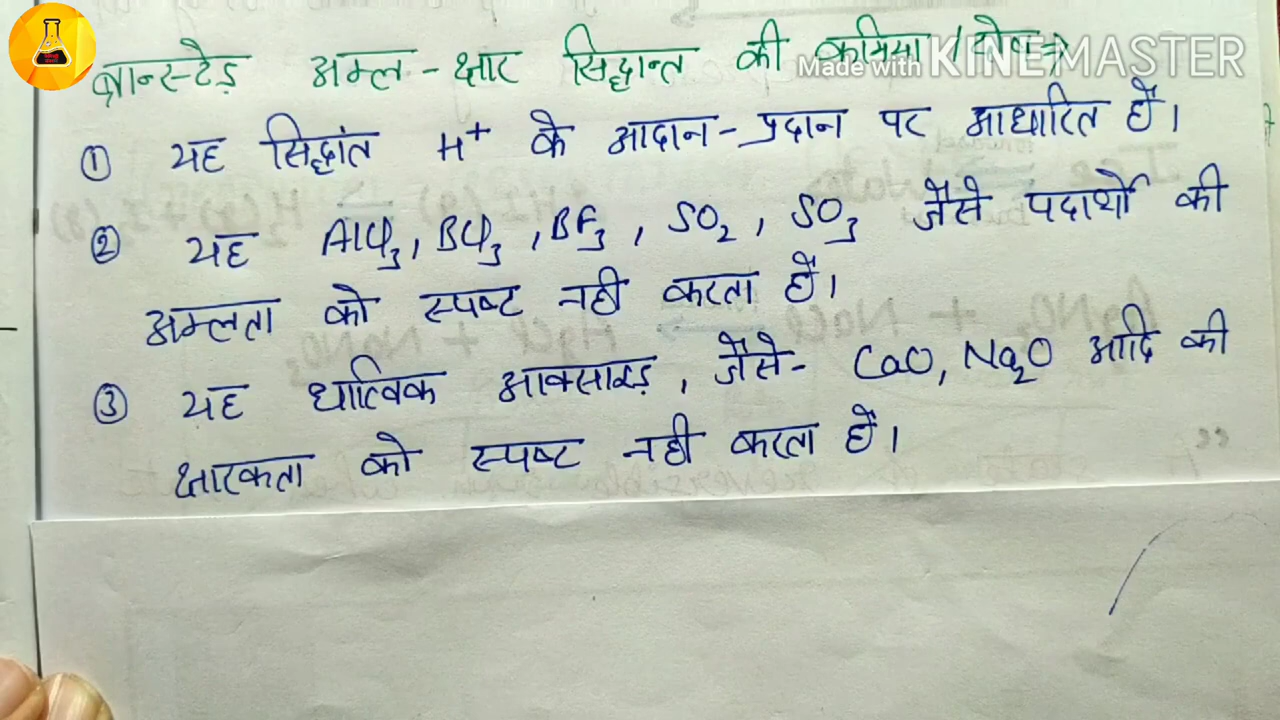 ब्रान्स्टेड़ अम्ल - क्षार सिद्धान्त की कमियां / दोष ⇒
Made with KINEMASTER
① यह सिद्धांत H⁺ के आदान - प्रदान पर आधारित हैं।
② यह AlCl₃, BCl₃, BF₃, SO₂, SO₃ जैसे पदार्थो की
अम्लता को स्पष्ट नही करता हैं।
③ यह धात्विक आक्साइड़, जैसे- CaO, Na₂O आदि की
क्षारकता को स्पष्ट नही करता हैं।